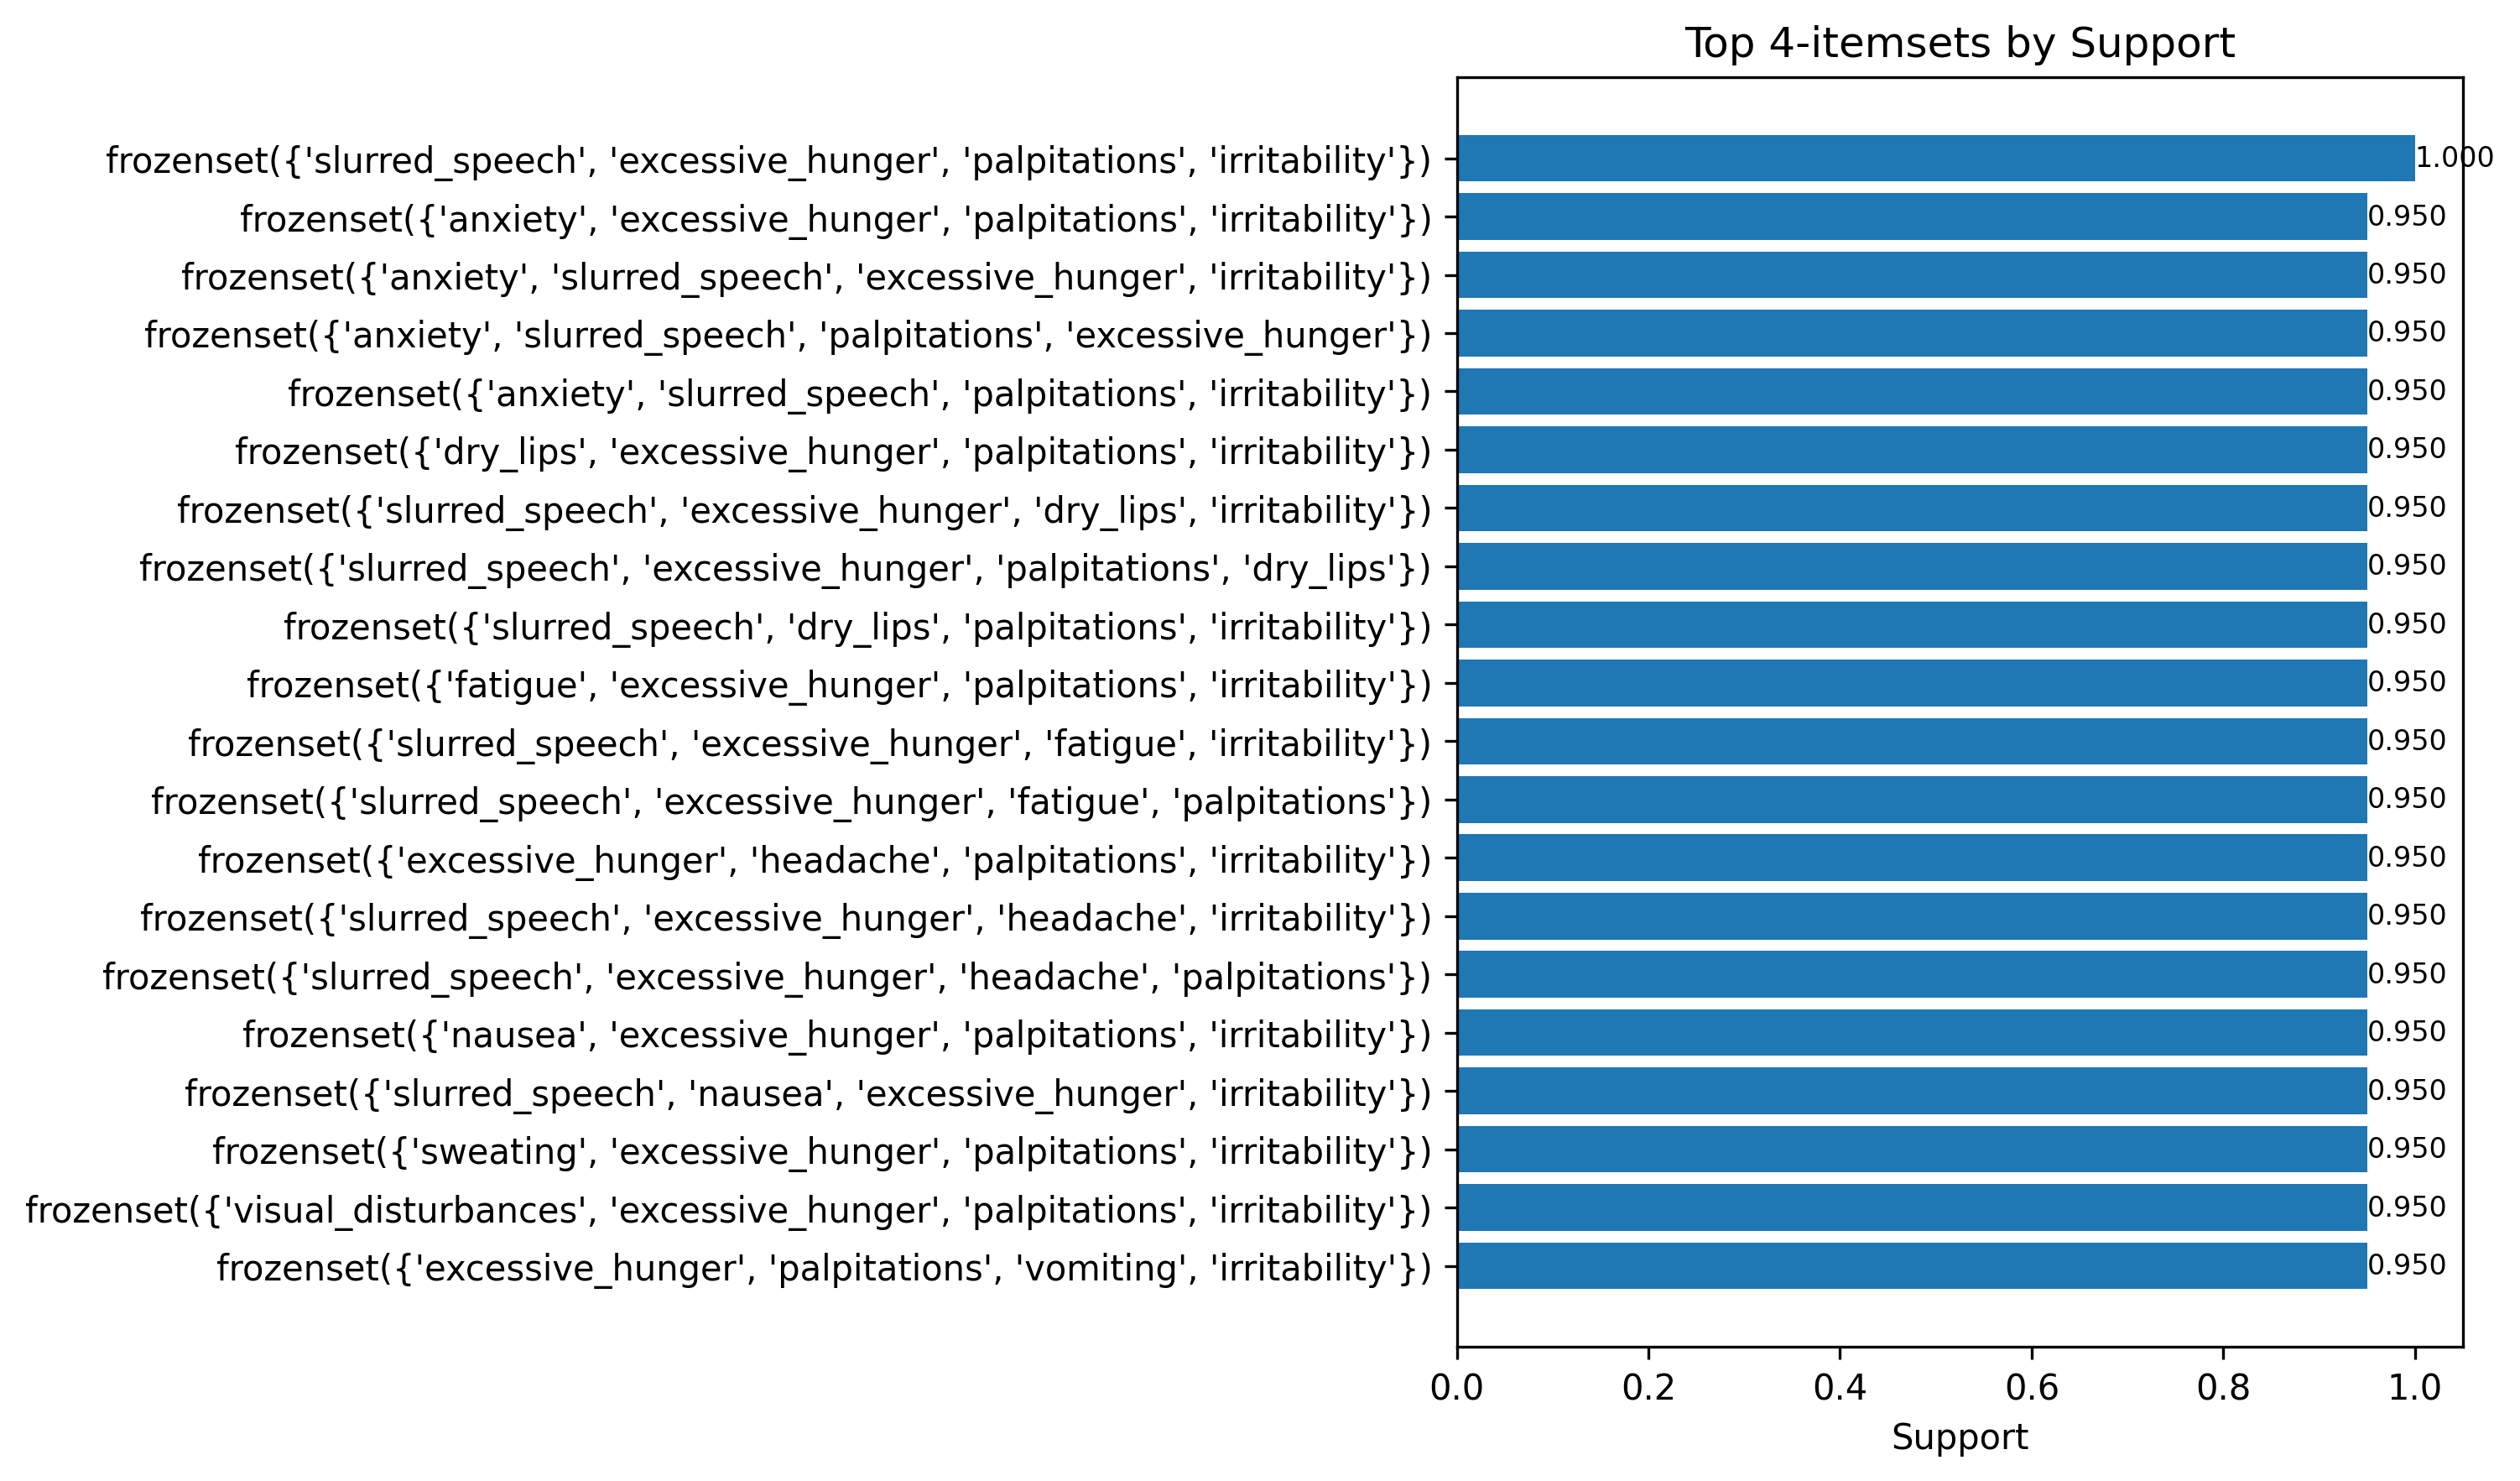 Top 4-itemsets by Support
frozenset({'slurred_speech', 'excessive_hunger', 'palpitations', 'irritability'}) 1.000
frozenset({'anxiety', 'excessive_hunger', 'palpitations', 'irritability'}) 0.950
frozenset({'anxiety', 'slurred_speech', 'excessive_hunger', 'irritability'}) 0.950
frozenset({'anxiety', 'slurred_speech', 'palpitations', 'excessive_hunger'}) 0.950
frozenset({'anxiety', 'slurred_speech', 'palpitations', 'irritability'}) 0.950
frozenset({'dry_lips', 'excessive_hunger', 'palpitations', 'irritability'}) 0.950
frozenset({'slurred_speech', 'excessive_hunger', 'dry_lips', 'irritability'}) 0.950
frozenset({'slurred_speech', 'excessive_hunger', 'palpitations', 'dry_lips'}) 0.950
frozenset({'slurred_speech', 'dry_lips', 'palpitations', 'irritability'}) 0.950
frozenset({'fatigue', 'excessive_hunger', 'palpitations', 'irritability'}) 0.950
frozenset({'slurred_speech', 'excessive_hunger', 'fatigue', 'irritability'}) 0.950
frozenset({'slurred_speech', 'excessive_hunger', 'fatigue', 'palpitations'}) 0.950
frozenset({'excessive_hunger', 'headache', 'palpitations', 'irritability'}) 0.950
frozenset({'slurred_speech', 'excessive_hunger', 'headache', 'irritability'}) 0.950
frozenset({'slurred_speech', 'excessive_hunger', 'headache', 'palpitations'}) 0.950
frozenset({'nausea', 'excessive_hunger', 'palpitations', 'irritability'}) 0.950
frozenset({'slurred_speech', 'nausea', 'excessive_hunger', 'irritability'}) 0.950
frozenset({'sweating', 'excessive_hunger', 'palpitations', 'irritability'}) 0.950
frozenset({'visual_disturbances', 'excessive_hunger', 'palpitations', 'irritability'}) 0.950
frozenset({'excessive_hunger', 'palpitations', 'vomiting', 'irritability'}) 0.950
0.0 0.2 0.4 0.6 0.8 1.0
Support